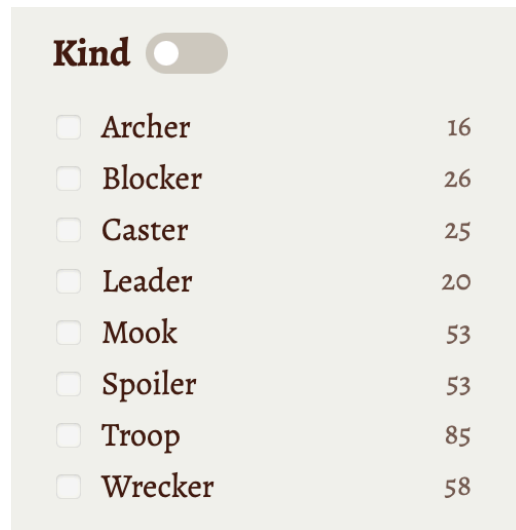 Kind
Archer 16
Blocker 26
Caster 25
Leader 20
Mook 53
Spoiler 53
Troop 85
Wrecker 58